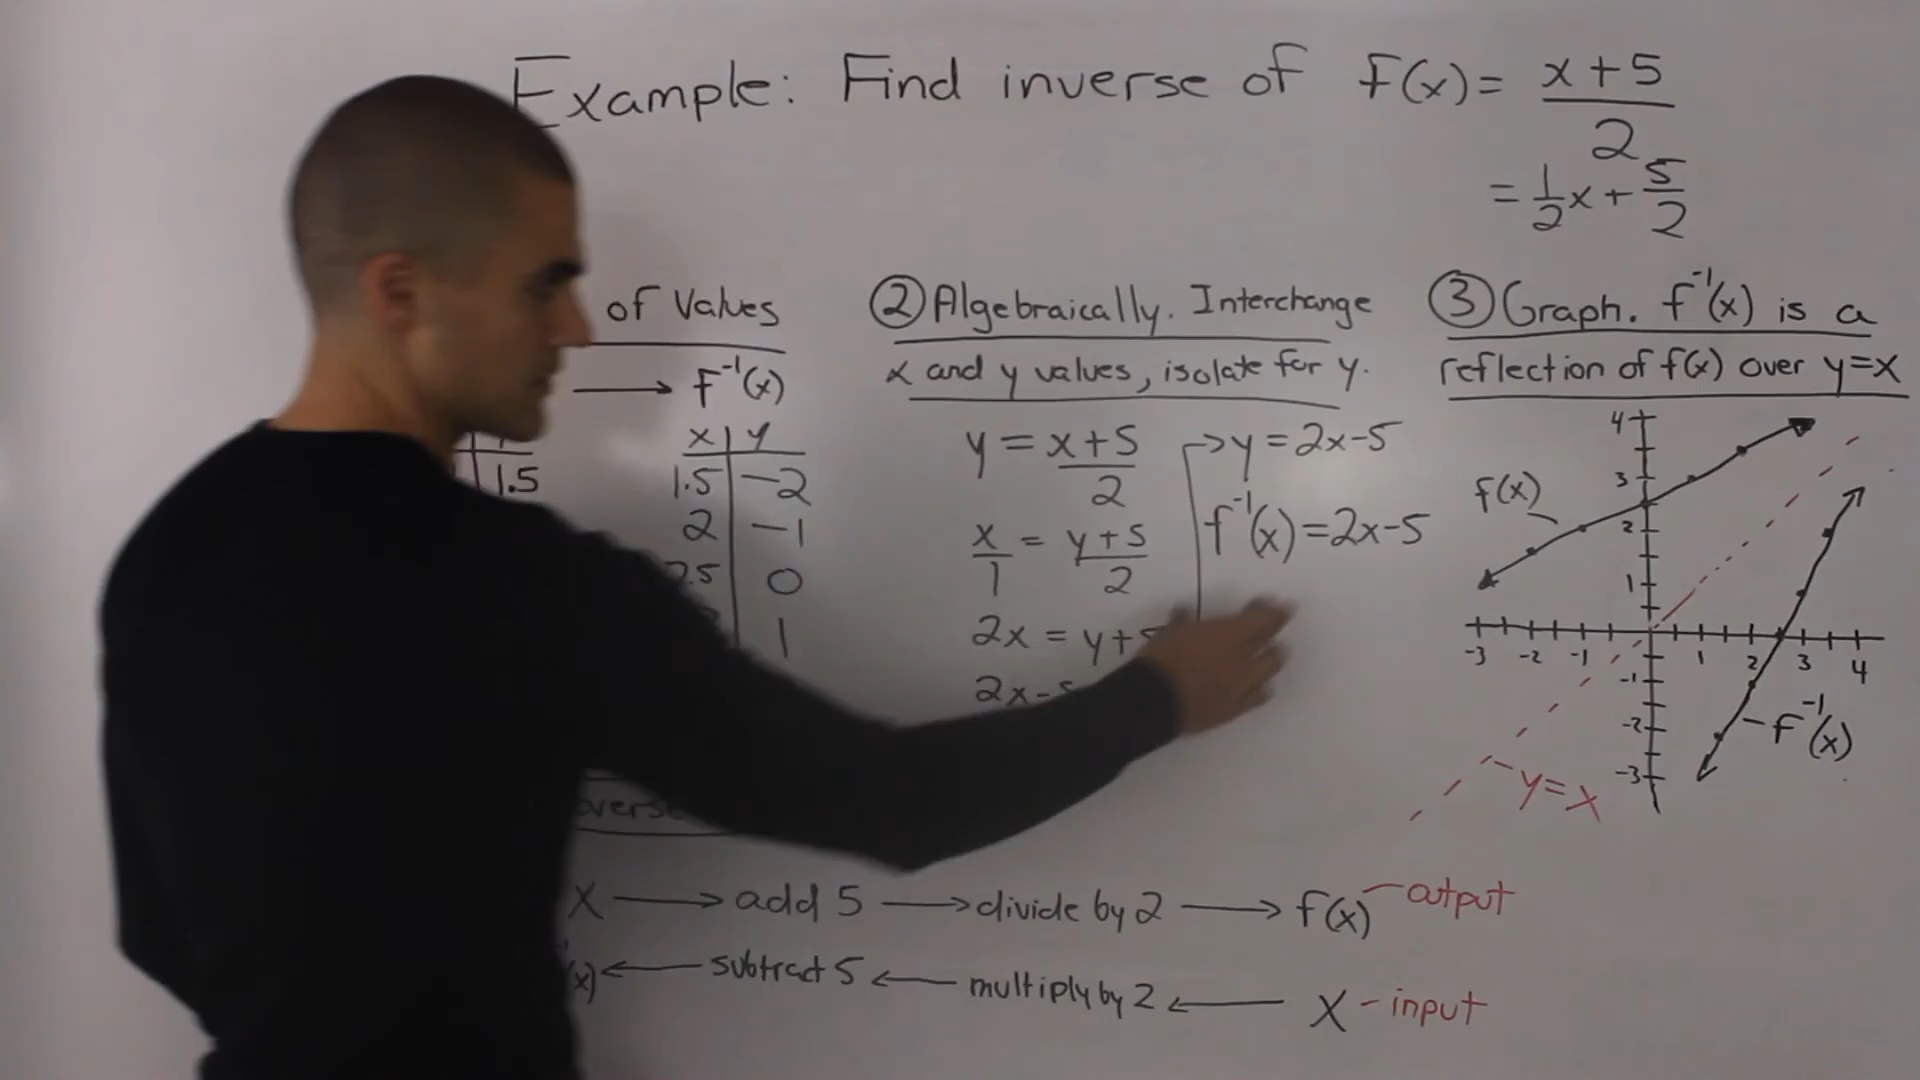 Example: Find inverse of f(x) = x+5
2
= 1/2 x + 5/2
of Values
→ f⁻¹(x)
1.5
x | y
1.5 | -2
2 | -1
0
1
② Algebraically. Interchange
x and y values, isolate for y.
y = x+5
2
x/1 = y+5
2
2x = y+
2x-5
→ y = 2x-5
f⁻¹(x) = 2x-5
③ Graph. f⁻¹(x) is a
reflection of f(x) over y=x
4
f(x)
3
2
1
-3 -2 -1 1 2 3 4
-1
-2
-3
f⁻¹(x)
y=x
x → add 5 → divide by 2 → f(x) - output
(x) ← subtract 5 ← multiply by 2 ← x - input